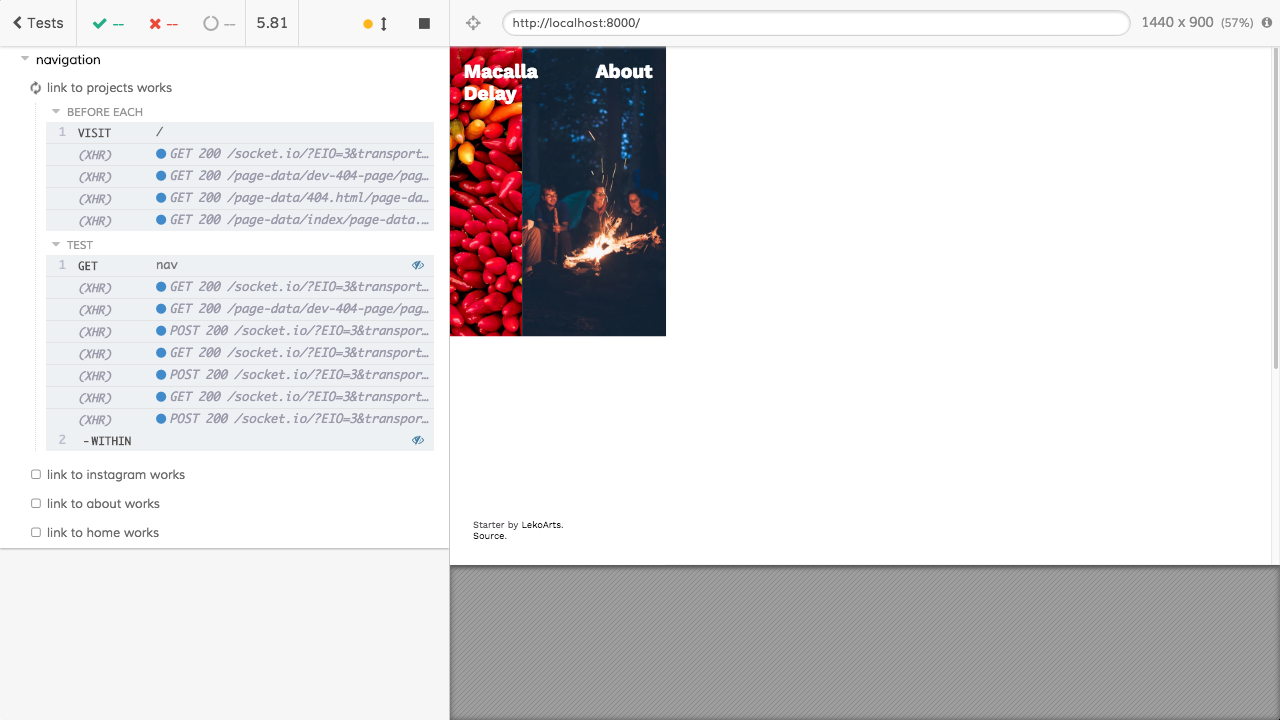 Tests
--
--
--
5.81
http://localhost:8000/
1440 x 900 (57%)
navigation
link to projects works
BEFORE EACH
1 VISIT /
(XHR) GET 200 /socket.io/?EIO=3&transport…
(XHR) GET 200 /page-data/dev-404-page/pag…
(XHR) GET 200 /page-data/404.html/page-da…
(XHR) GET 200 /page-data/index/page-data.…
TEST
1 GET nav
(XHR) GET 200 /socket.io/?EIO=3&transport…
(XHR) GET 200 /page-data/dev-404-page/pag…
(XHR) POST 200 /socket.io/?EIO=3&transpor…
(XHR) GET 200 /socket.io/?EIO=3&transport…
(XHR) POST 200 /socket.io/?EIO=3&transpor…
(XHR) GET 200 /socket.io/?EIO=3&transport…
(XHR) POST 200 /socket.io/?EIO=3&transpor…
2 -WITHIN
link to instagram works
link to about works
link to home works
Macalla
Delay
About
Starter by LekoArts.
Source.